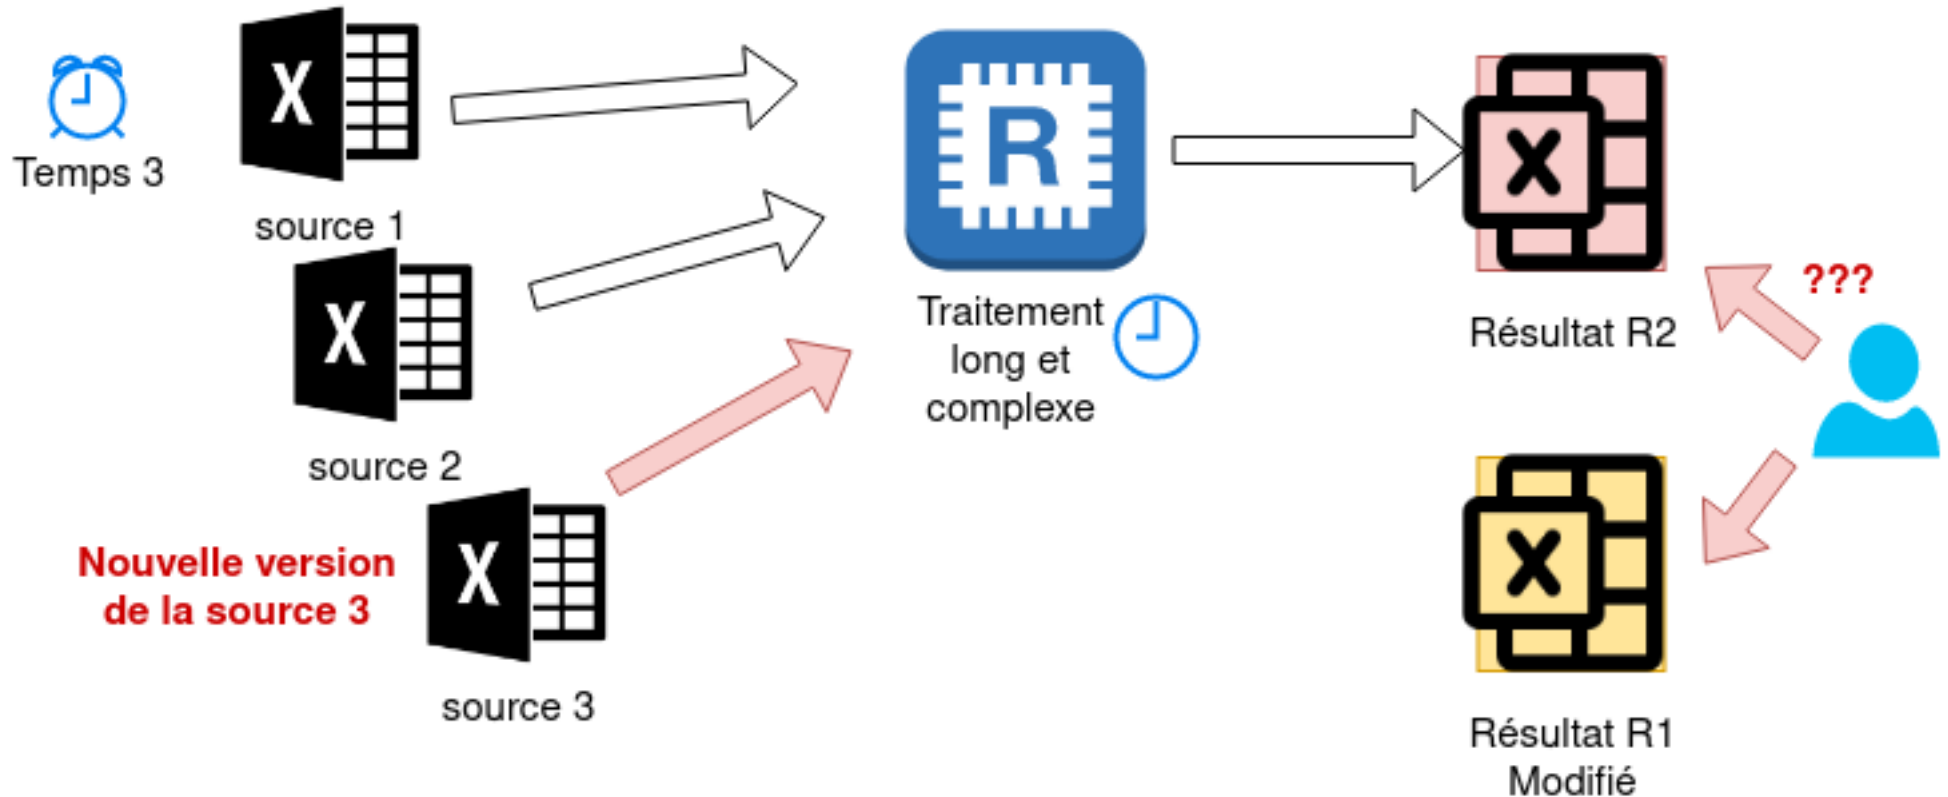 Temps 3
X
source 1
X
source 2
Nouvelle version
de la source 3
X
source 3
R
Traitement
long et
complexe
X
Résultat R2
???
X
Résultat R1
Modifié